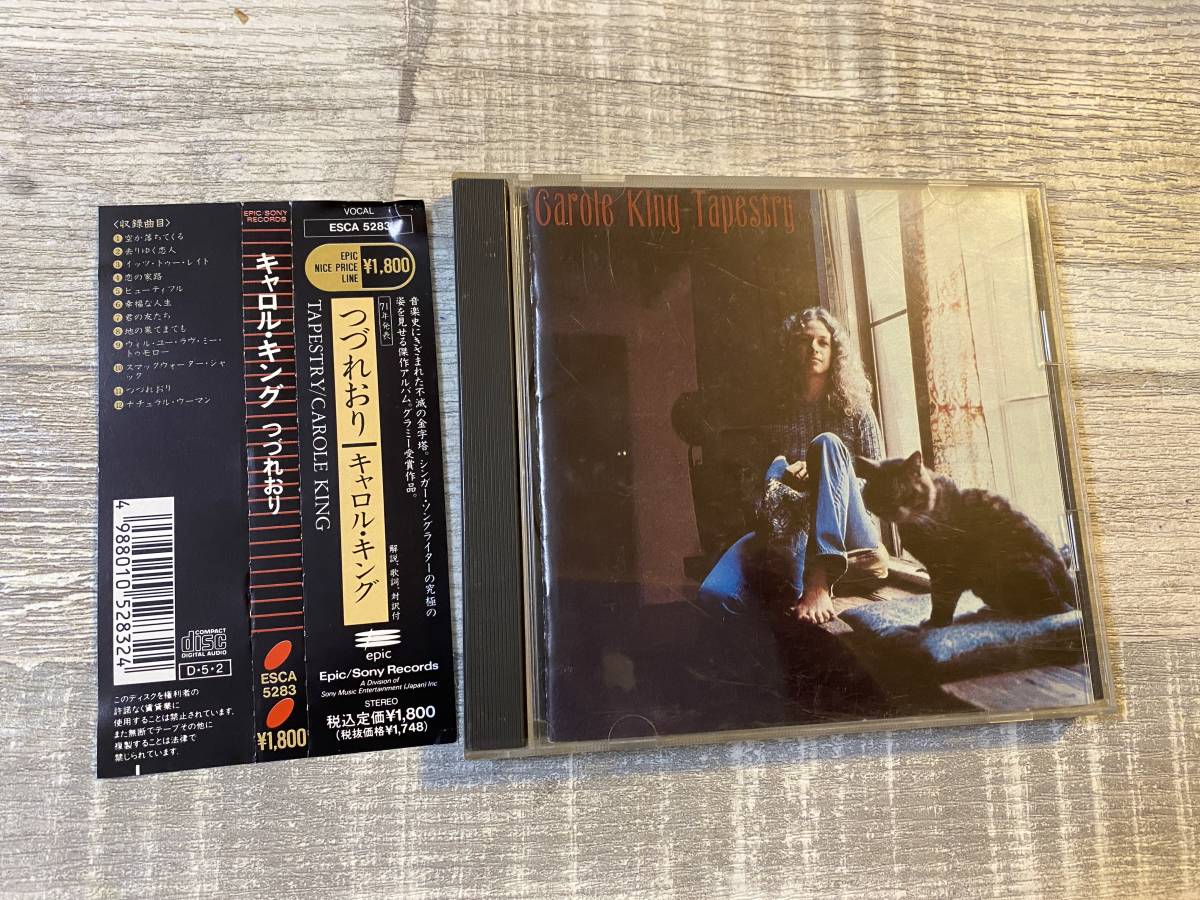 〈収録曲目〉
❶空が落ちてくる
❷去りゆく恋人
❸イッツ・トゥー・レイト
❹恋の家路
❺ビューティフル
❻幸福な人生
❼君の友だち
❽地の果てまでも
❾ウィル・ユー・ラヴ・ミー・
トゥモロー
❿スマックウォーター・ジャ
ック
⓫つづれおり
⓬ナチュラル・ウーマン
4 988010 528324
COMPACT
disc
DIGITAL AUDIO
D・5・2
このディスクを権利者の
許諾なく賃貸業に
使用することは禁止されています。
また無断でテープその他に
複製することは法律で
禁じられています。
EPIC/SONY
RECORDS
キャロル・キング つづれおり
ESCA
5283
¥1,800
VOCAL
ESCA 5283
EPIC
NICE PRICE
LINE
¥1,800
音楽史にきざまれた不滅の金字塔。シンガー・ソングライターの究極の
姿を見せる傑作アルバム。グラミー受賞作品。
'71年発表
つづれおり/キャロル・キング
解説、歌詞、対訳付
TAPESTRY/CAROLE KING
epic
Epic/Sony Records
A Division of
Sony Music Entertainment (Japan) Inc
STEREO
税込定価¥1,800
(税抜価格¥1,748)
Carole King Tapestry